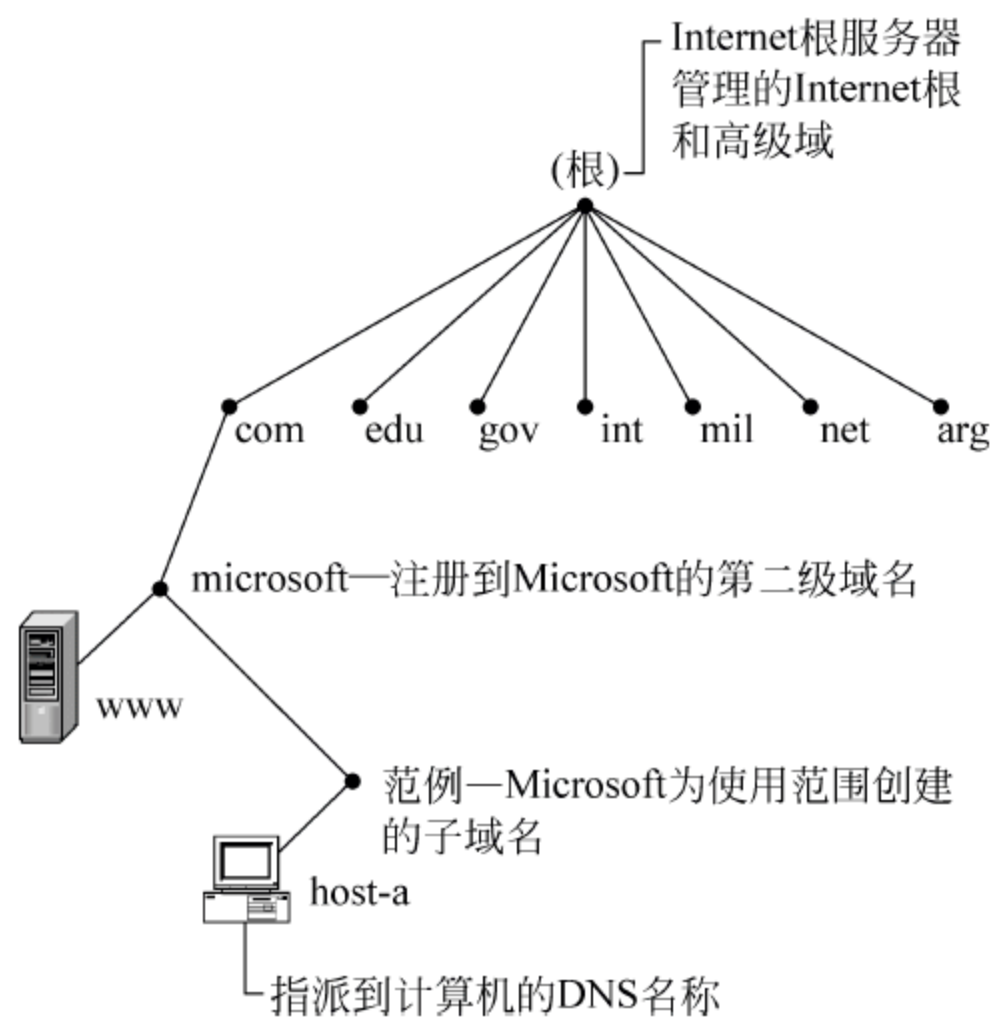 Internet根服务器
管理的Internet根
和高级域
(根)
com edu gov int mil net arg
microsoft—注册到Microsoft的第二级域名
www
范例—Microsoft为使用范围创建
的子域名
host-a
指派到计算机的DNS名称